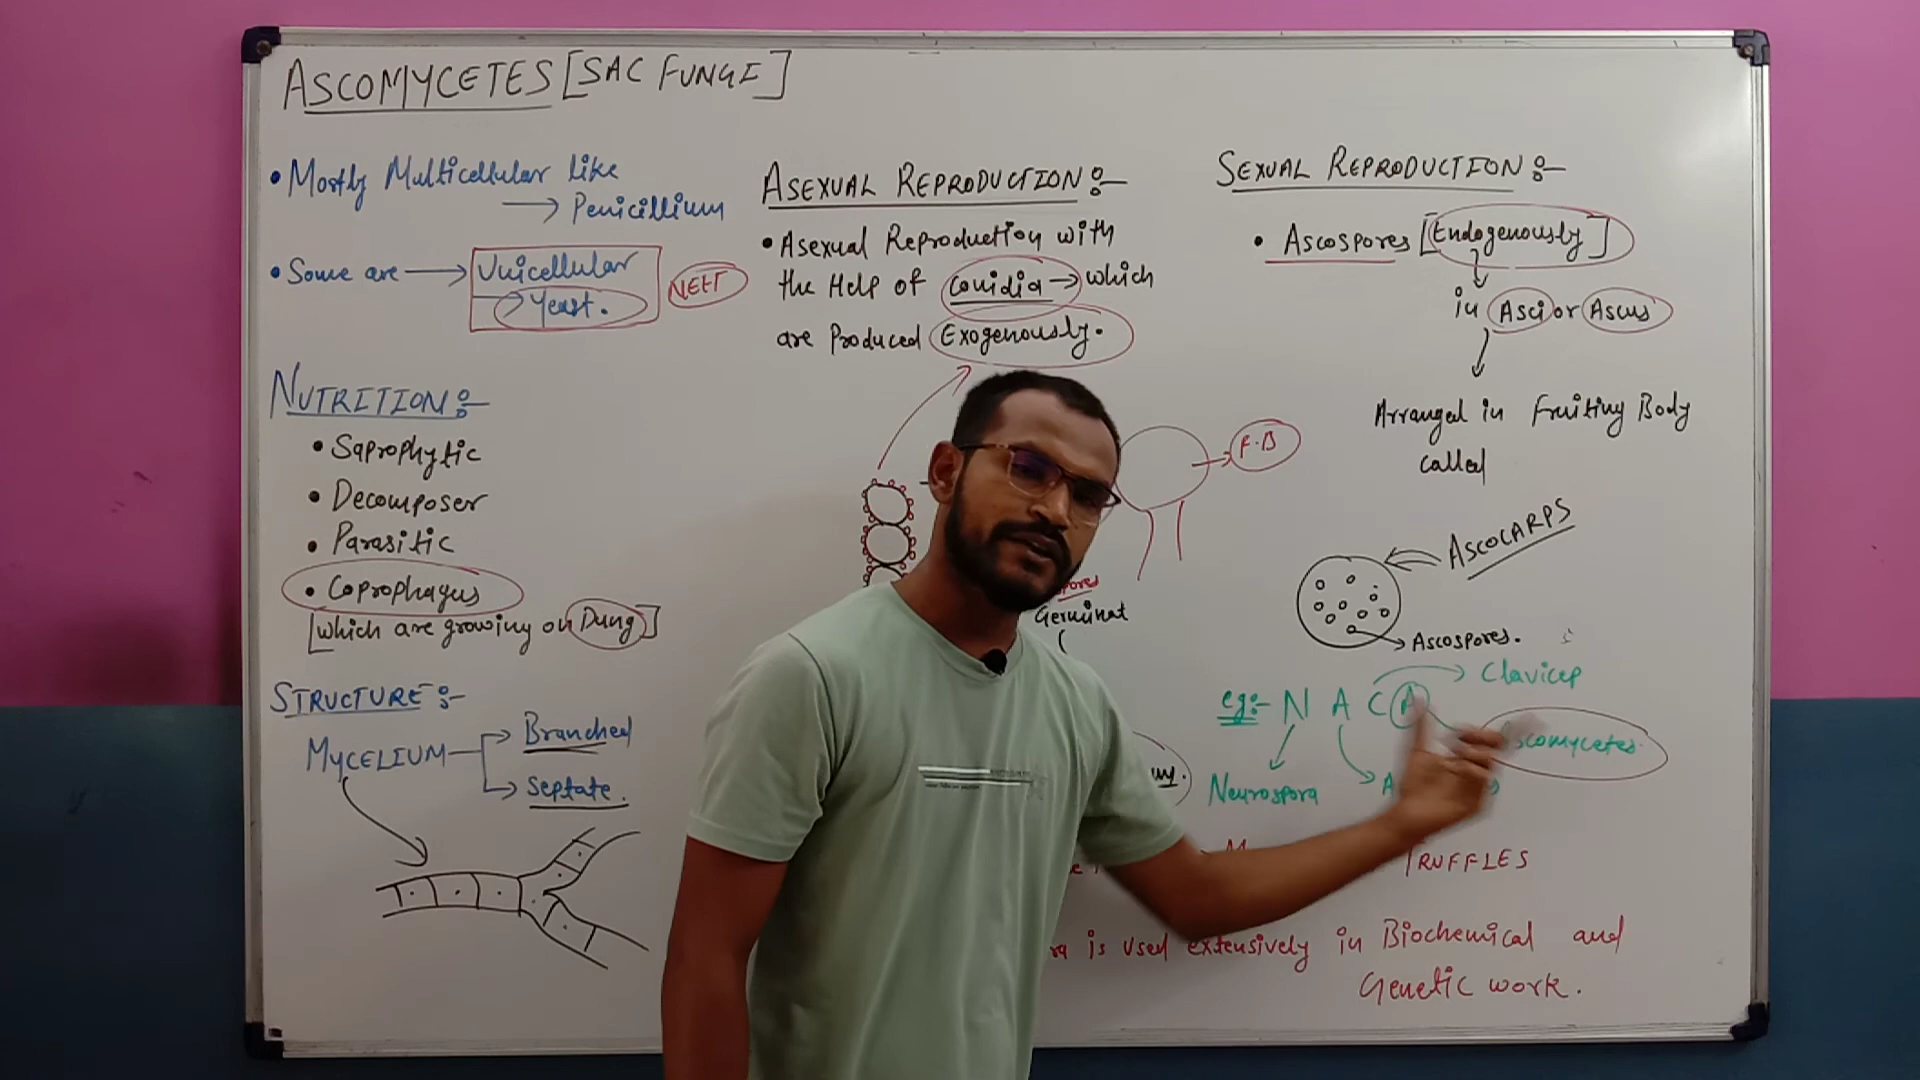 ASCOMYCETES [SAC FUNGI]
• Mostly Multicellular like
→ Penicillium
• Some are → Unicellular
→ Yeast.
NEET
NUTRITION:-
• Saprophytic
• Decomposer
• Parasitic
• Coprophagus
[which are growing on Dung]
STRUCTURE:-
MYCELIUM
→ Branched
→ Septate.
ASEXUAL REPRODUCTION:-
• Asexual Reproduction with
the Help of Conidia → which
are Produced Exogenously.
F.B
Germinat
SEXUAL REPRODUCTION:-
• Ascospores [Endogenously]
in Asci or Ascus
Arranged in Fruiting Body
called
ASCOCARPS
→ Ascospores.
eg:- N A C A
→ Clavicep
Ascomycetes
Neurospora
TRUFFLES
is used extensively in Biochemical and
Genetic work.